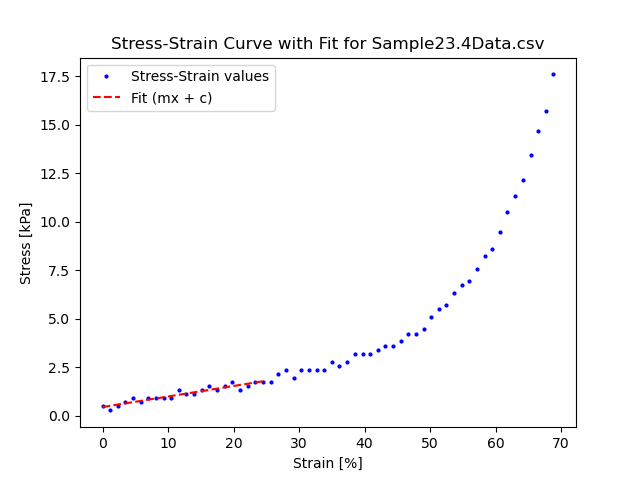 Stress-Strain Curve with Fit for Sample23.4Data.csv
Stress-Strain values
Fit (mx + c)
17.5
15.0
12.5
10.0
7.5
5.0
2.5
0.0
Stress [kPa]
0 10 20 30 40 50 60 70
Strain [%]